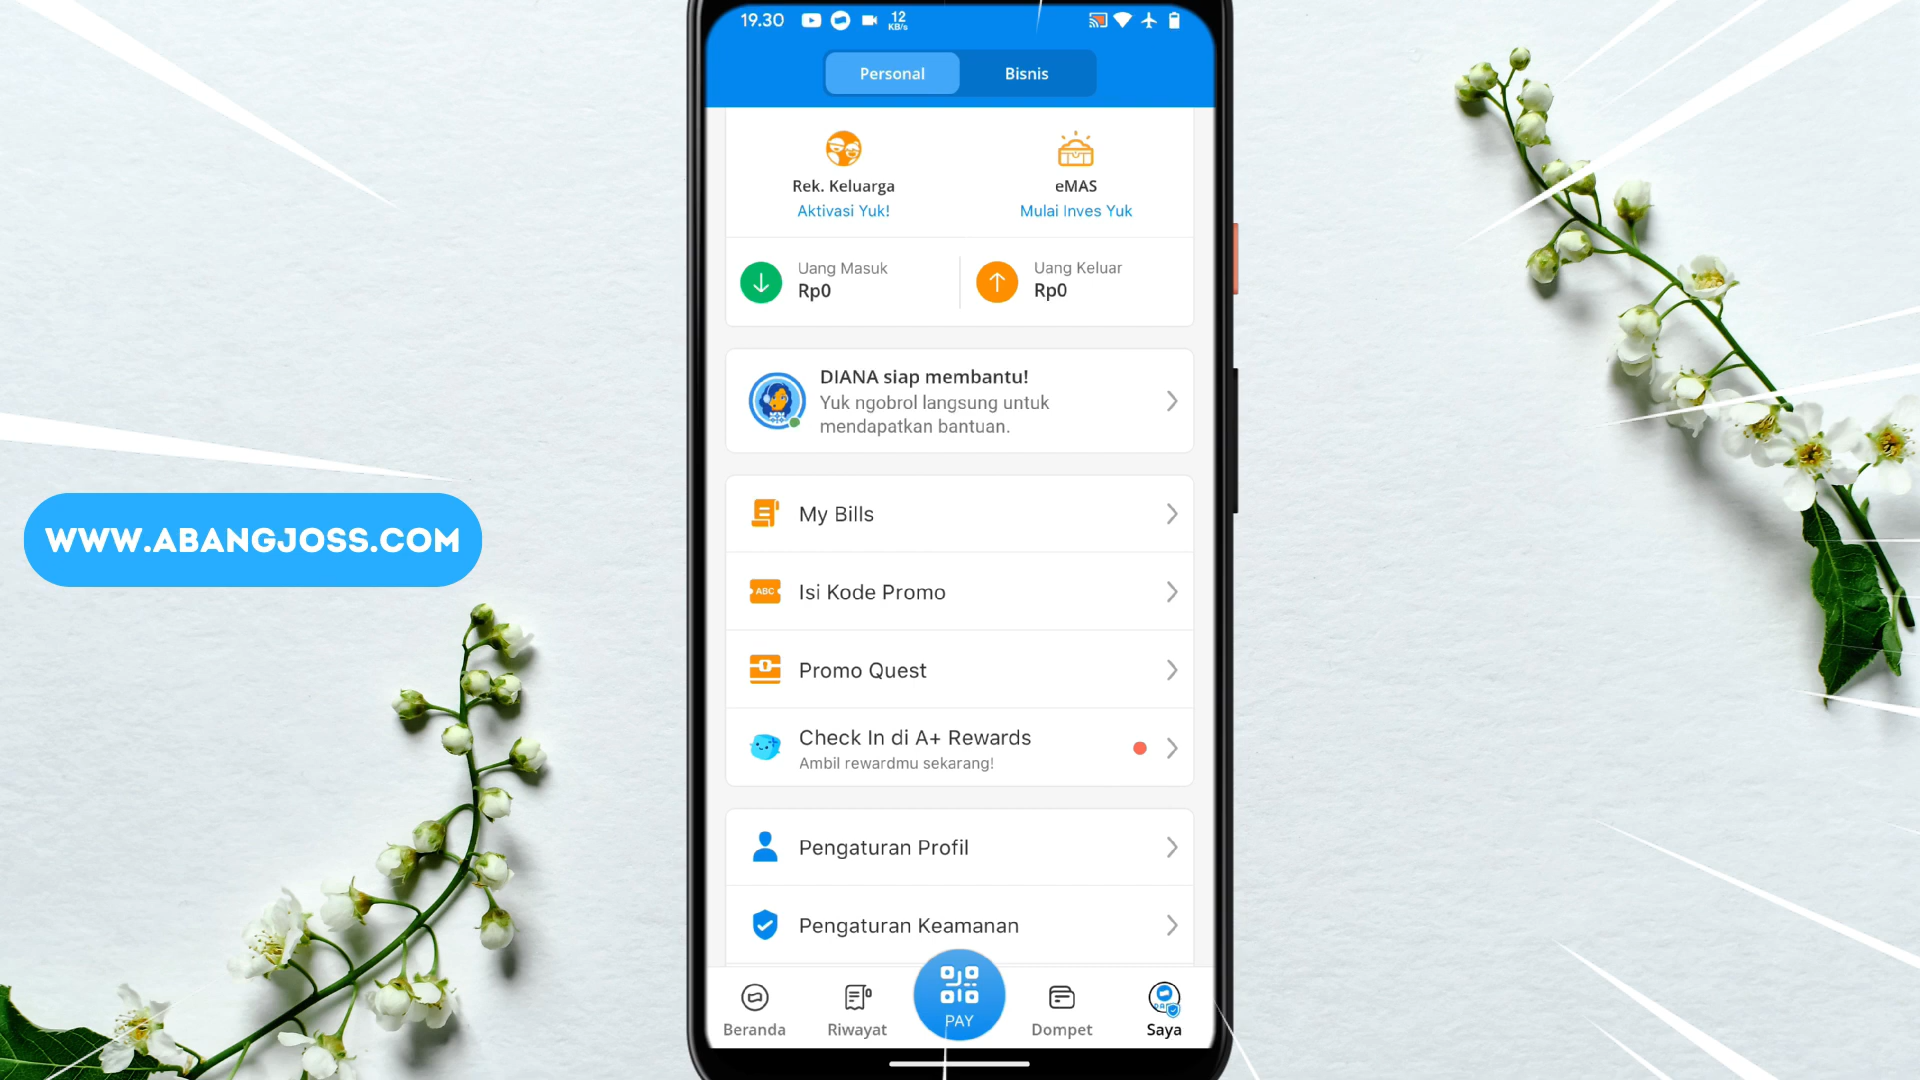 19.30
12
KB/s
Personal
Bisnis
Rek. Keluarga
Aktivasi Yuk!
eMAS
Mulai Inves Yuk
Uang Masuk
Rp0
Uang Keluar
Rp0
DIANA siap membantu!
Yuk ngobrol langsung untuk
mendapatkan bantuan.
WWW.ABANGJOSS.COM
My Bills
ABC
Isi Kode Promo
Promo Quest
Check In di A+ Rewards
Ambil rewardmu sekarang!
Pengaturan Profil
Pengaturan Keamanan
Beranda
Riwayat
PAY
Dompet
Saya